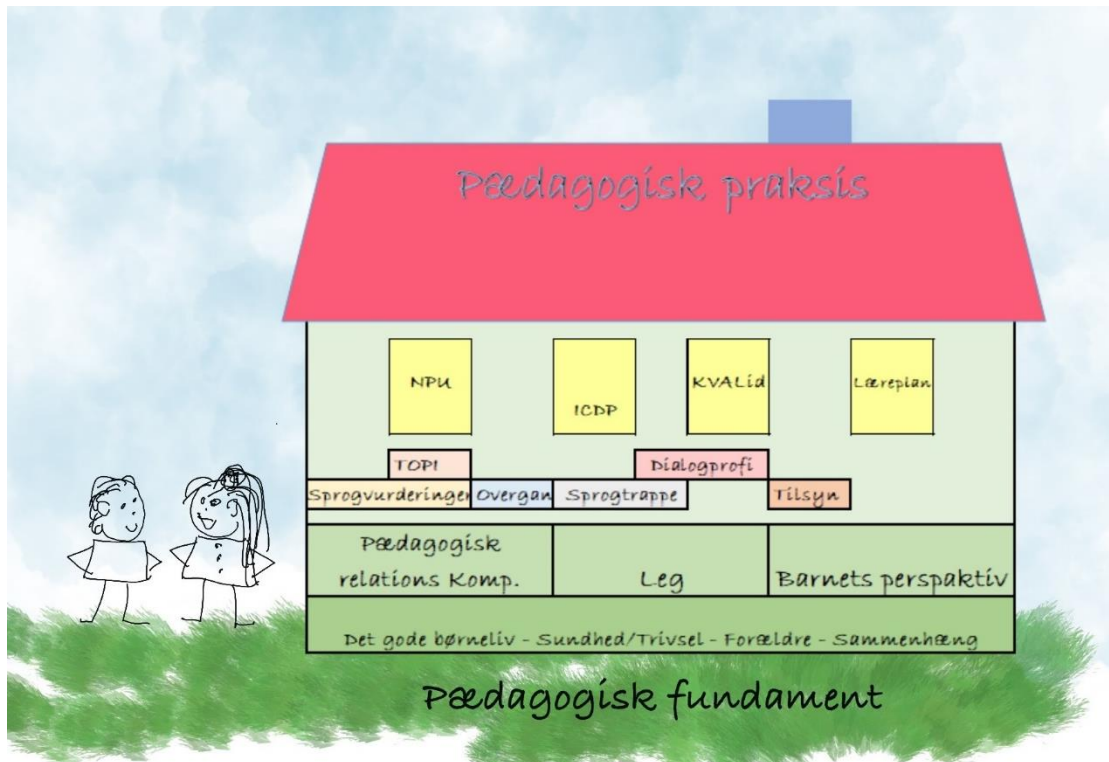 Pædagogisk praksis
NPU
ICDP
KVALid
Læreplan
TOPI
Dialogprofi
Sprogvurderinger
Overgan
Sprogtrappe
Tilsyn
Pædagogisk
relations Komp.
Leg
Barnets perspaktiv
Det gode børneliv - Sundhed/Trivsel - Forældre - Sammenhæng
Pædagogisk fundament